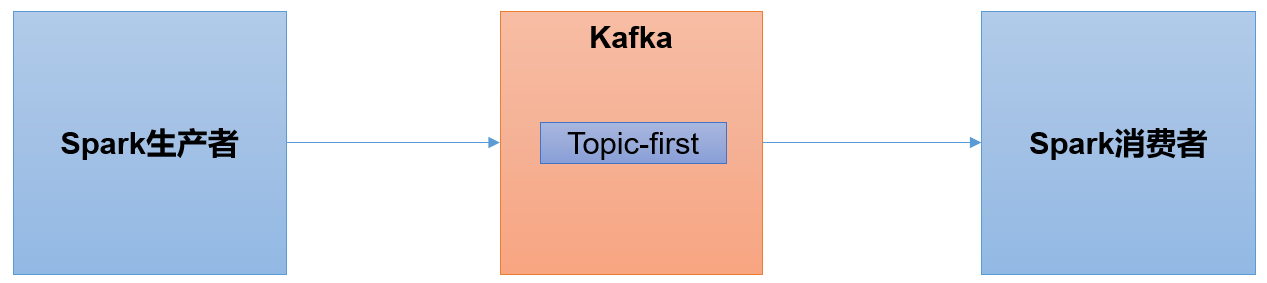 Kafka
Spark生产者
Topic-first
Spark消费者